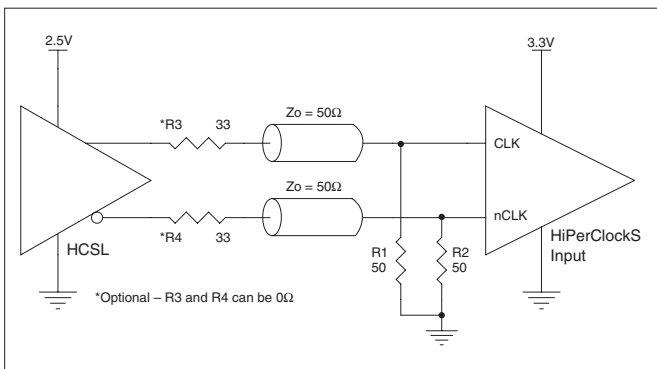 2.5V
3.3V
*R3 33
Zo = 50Ω
CLK
Zo = 50Ω
nCLK
HCSL
*R4 33
R1
50
R2
50
HiPerClockS
Input
*Optional – R3 and R4 can be 0Ω